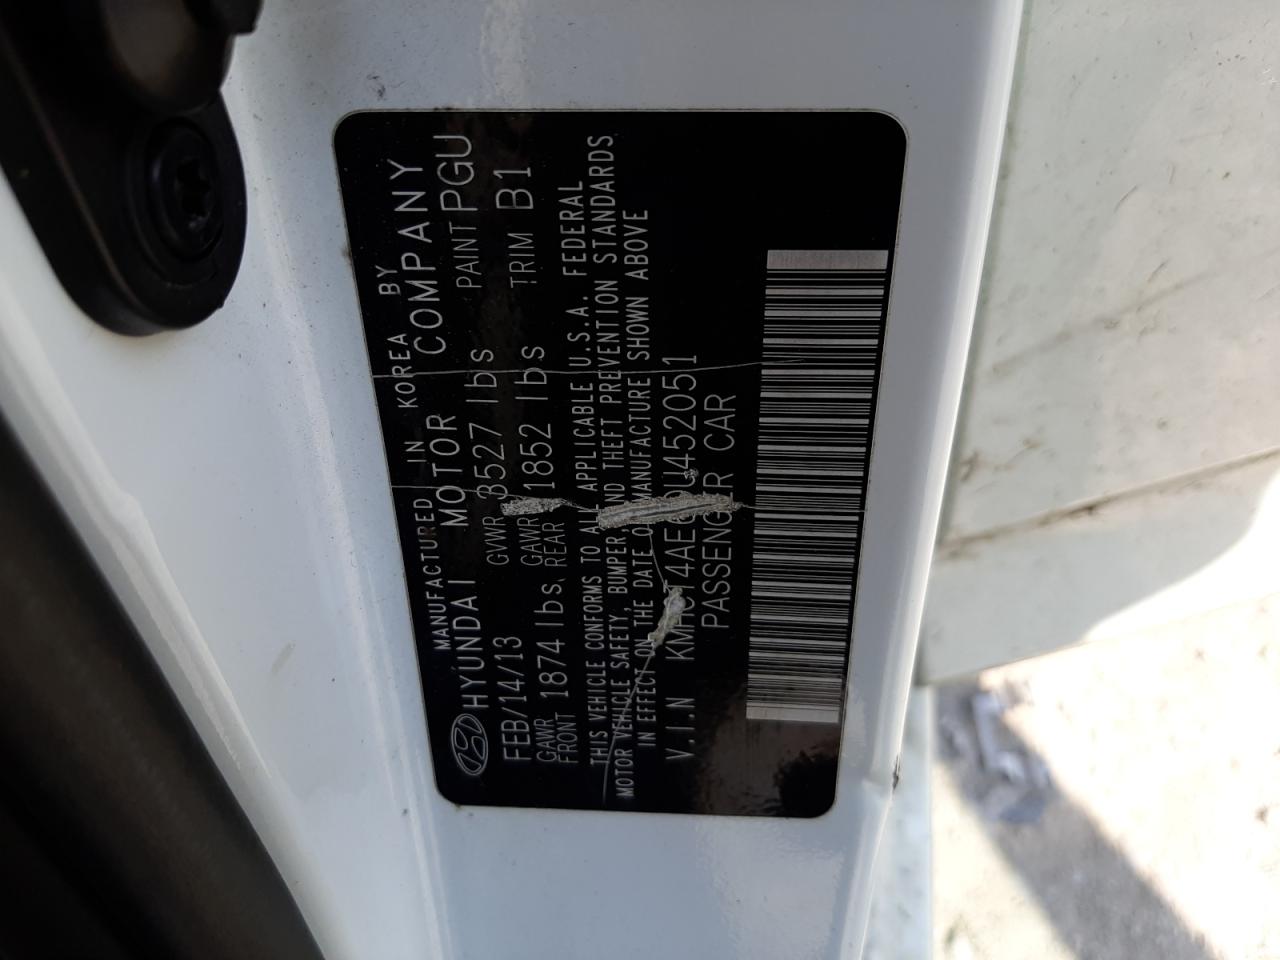 MANUFACTURED IN KOREA BY
HYUNDAI MOTOR COMPANY
FEB/14/13 GVWR 3527 lbs PAINT PGU
GAWR FRONT 1874 lbs GAWR REAR 1852 lbs TRIM B1
THIS VEHICLE CONFORMS TO ALL APPLICABLE U.S.A. FEDERAL
MOTOR VEHICLE SAFETY, BUMPER, AND THEFT PREVENTION STANDARDS
IN EFFECT ON THE DATE OF MANUFACTURE SHOWN ABOVE
V.I.N
PASSENGER CAR